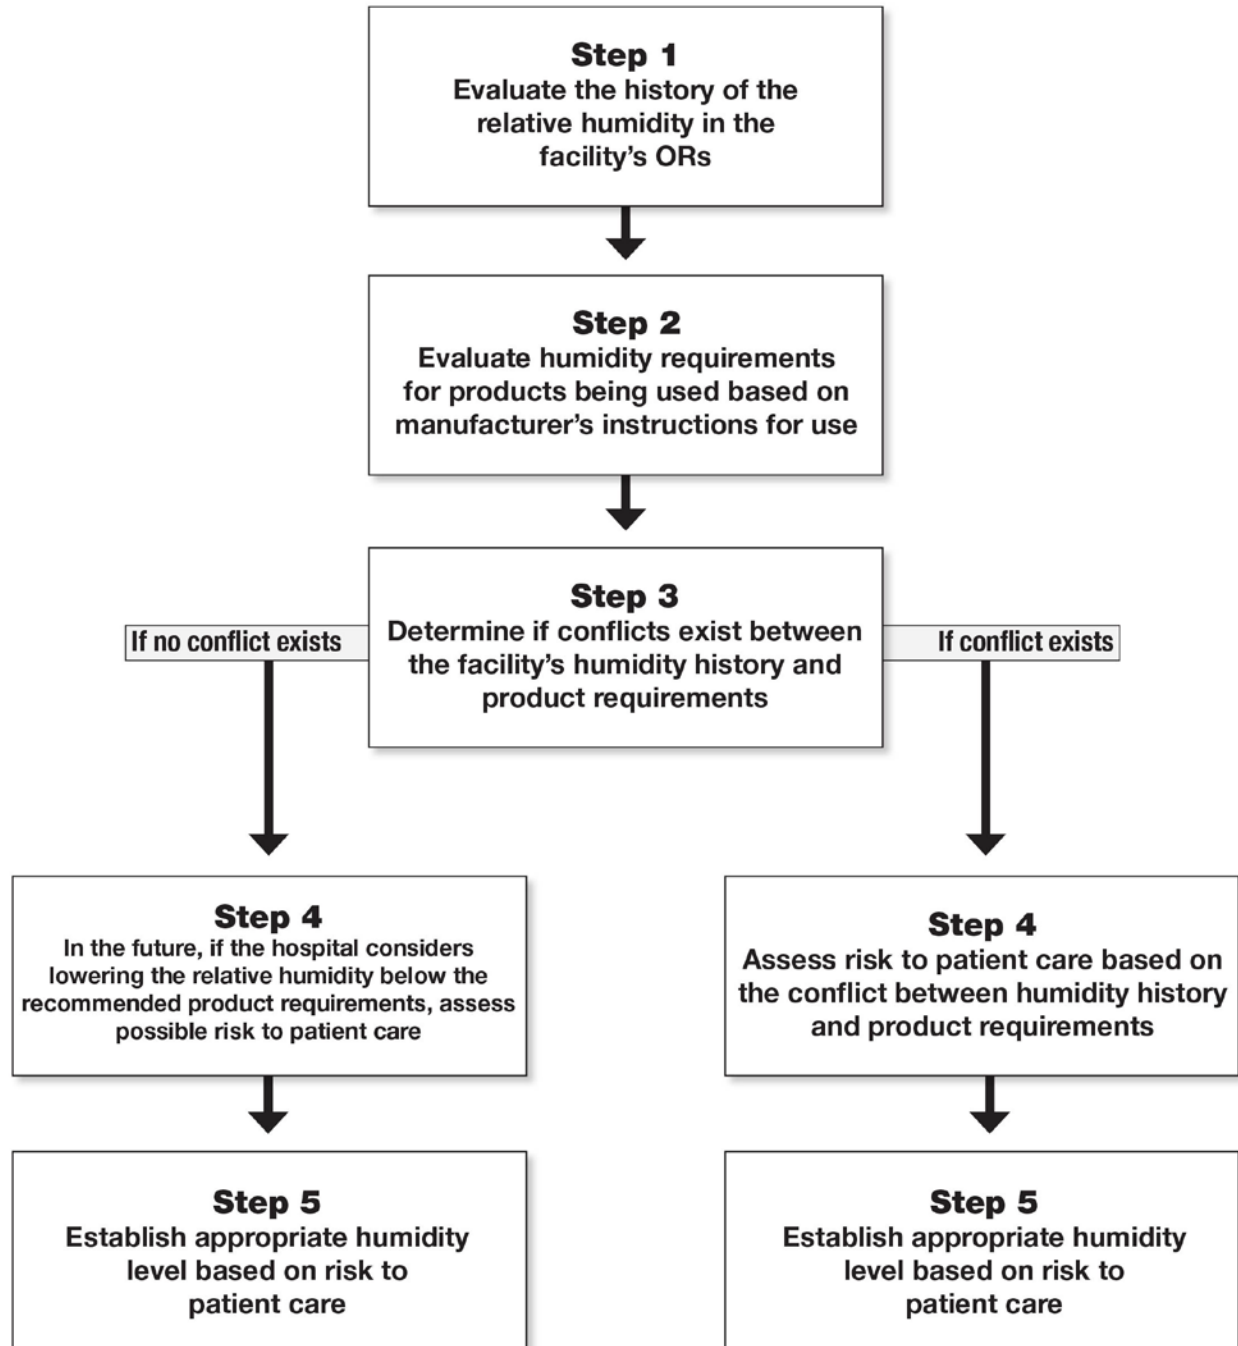 Step 1
Evaluate the history of the
relative humidity in the
facility’s ORs
Step 2
Evaluate humidity requirements
for products being used based on
manufacturer’s instructions for use
Step 3
Determine if conflicts exist between
the facility’s humidity history and
product requirements
If no conflict exists
If conflict exists
Step 4
In the future, if the hospital considers
lowering the relative humidity below the
recommended product requirements, assess
possible risk to patient care
Step 4
Assess risk to patient care based on
the conflict between humidity history
and product requirements
Step 5
Establish appropriate humidity
level based on risk to
patient care
Step 5
Establish appropriate humidity
level based on risk to
patient care